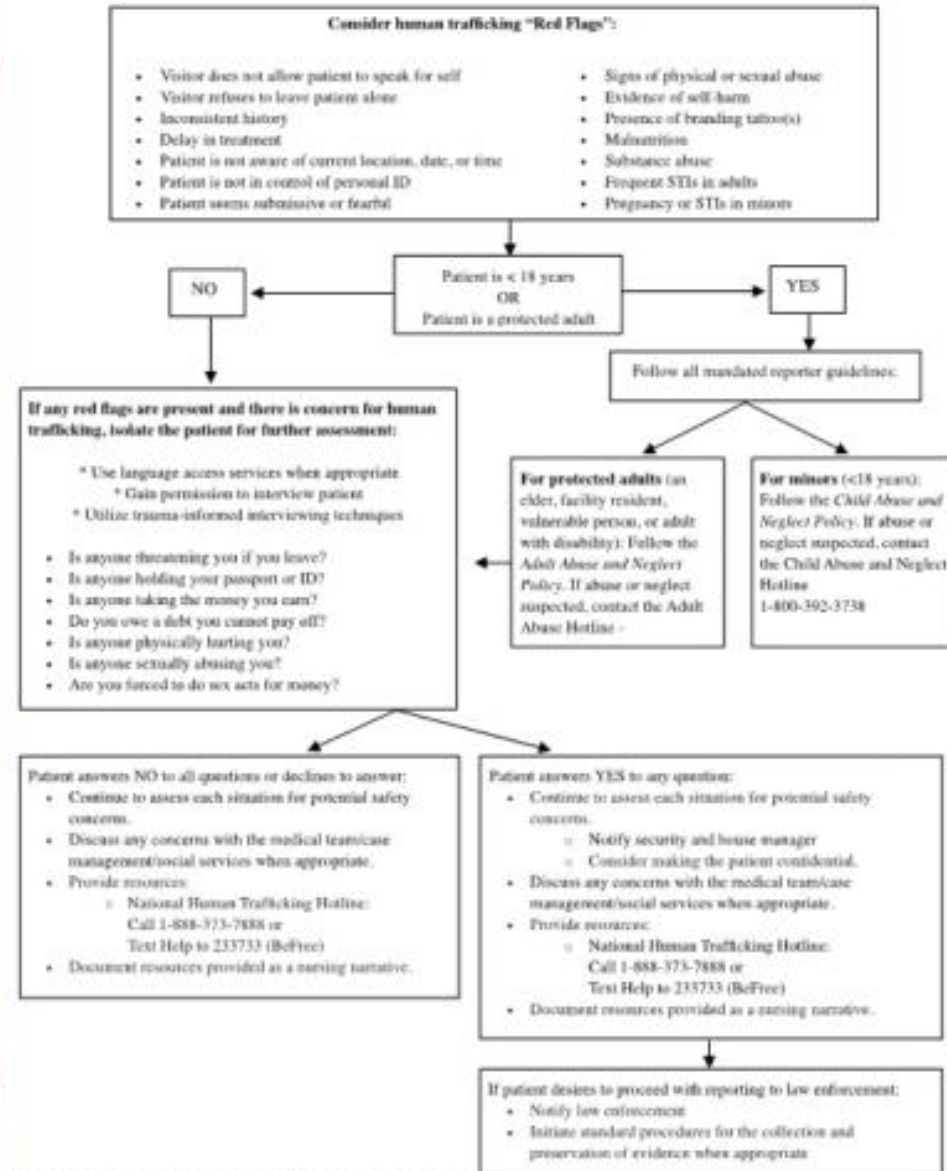 Consider human trafficking “Red Flags”:
• Visitor does not allow patient to speak for self
• Visitor refuses to leave patient alone
• Inconsistent history
• Delay in treatment
• Patient is not aware of current location, date, or time
• Patient is not in control of personal ID
• Patient seems submissive or fearful
• Signs of physical or sexual abuse
• Evidence of self-harm
• Presence of branding tattoo(s)
• Malnutrition
• Substance abuse
• Frequent STIs in adults
• Pregnancy or STIs in minors
Patient is < 18 years
OR
Patient is a protected adult
NO
YES
Follow all mandated reporter guidelines:
If any red flags are present and there is concern for human
trafficking, isolate the patient for further assessment:
* Use language access services when appropriate
* Gain permission to interview patient
* Utilize trauma-informed interviewing techniques
• Is anyone threatening you if you leave?
• Is anyone holding your passport or ID?
• Is anyone taking the money you earn?
• Do you owe a debt you cannot pay off?
• Is anyone physically hurting you?
• Is anyone sexually abusing you?
• Are you forced to do sex acts for money?
For protected adults (an
elder, facility resident,
vulnerable person, or adult
with disability): Follow the
Adult Abuse and Neglect
Policy. If abuse or neglect
suspected, contact the Adult
Abuse Hotline -
For minors (<18 years):
Follow the Child Abuse and
Neglect Policy. If abuse or
neglect suspected, contact
the Child Abuse and Neglect
Hotline
1-800-392-3738
Patient answers NO to all questions or declines to answer:
• Continue to assess each situation for potential safety
concerns.
• Discuss any concerns with the medical team/case
management/social services when appropriate.
• Provide resources:
○ National Human Trafficking Hotline:
Call 1-888-373-7888 or
Text Help to 233733 (BeFree)
• Document resources provided as a nursing narrative.
Patient answers YES to any question:
• Continue to assess each situation for potential safety
concerns.
○ Notify security and house manager
○ Consider making the patient confidential.
• Discuss any concerns with the medical team/case
management/social services when appropriate.
• Provide resources:
○ National Human Trafficking Hotline:
Call 1-888-373-7888 or
Text Help to 233733 (BeFree)
• Document resources provided as a nursing narrative.
If patient desires to proceed with reporting to law enforcement:
• Notify law enforcement
• Initiate standard procedures for the collection and
preservation of evidence when appropriate